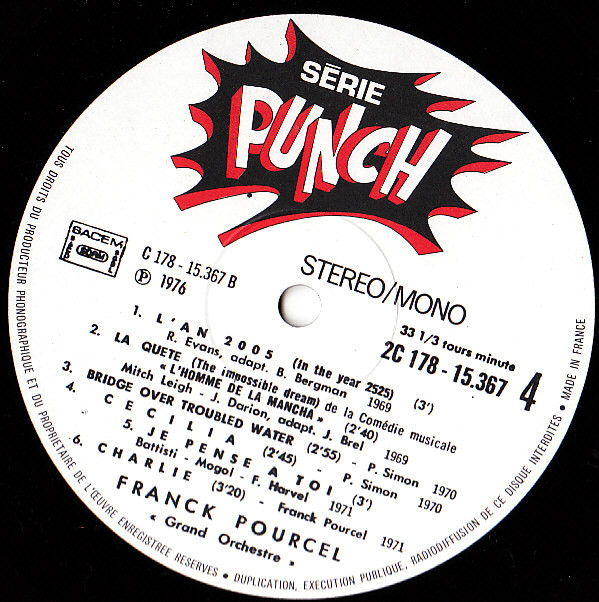 SÉRIE
PUNCH
SACEM
C 178 - 15.367 B
℗ 1976
STEREO/MONO
33 1/3 tours minute
2C 178 - 15.367 4
1. L'AN 2005 (In the year 2525) (3')
R. Evans, adapt. B. Bergman 1969
2. LA QUETE (The impossible dream) de la Comédie musicale
« L'HOMME DE LA MANCHA » (2'40)
Mitch Leigh - J. Darion, adapt. J. Brel 1969
3. BRIDGE OVER TROUBLED WATER (2'55) - P. Simon 1970
4. CECILIA (2'45) - P. Simon 1970
5. JE PENSE A TOI (3')
Battisti - Mogol - F. Harvel 1971
6. CHARLIE (3'20) - Franck Pourcel 1971
FRANCK POURCEL
« Grand Orchestre »
TOUS DROITS DU PRODUCTEUR PHONOGRAPHIQUE ET DU PROPRIETAIRE DE L'ŒUVRE ENREGISTREE RESERVES • DUPLICATION, EXECUTION PUBLIQUE, RADIODIFFUSION DE CE DISQUE INTERDITES • MADE IN FRANCE